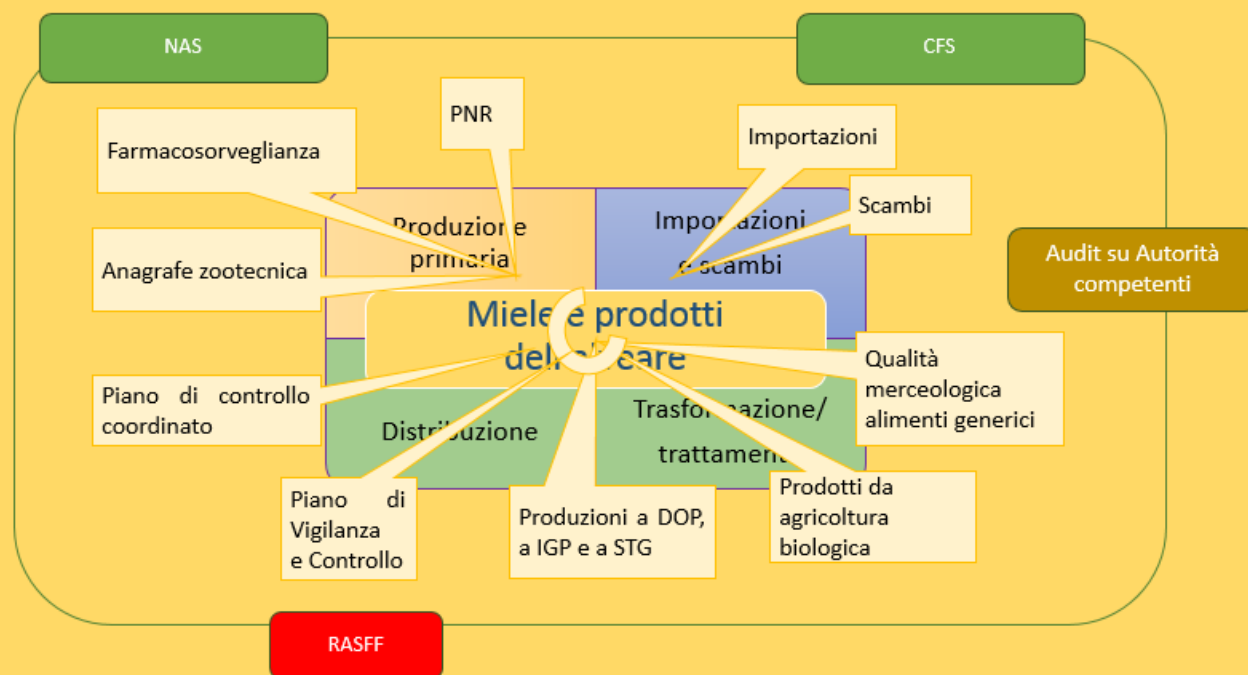 NAS
CFS
PNR
Farmacosorveglianza
Importazioni
Scambi
Anagrafe zootecnica
Produzione
primaria
Importazioni
e scambi
Audit su Autorità
competenti
Miele e prodotti
dell'alveare
Piano di controllo
coordinato
Qualità
merceologica
alimenti generici
Distribuzione
Trasformazione/
trattamento
Piano di
Vigilanza
e Controllo
Produzioni a DOP,
a IGP e a STG
Prodotti da
agricoltura
biologica
RASFF